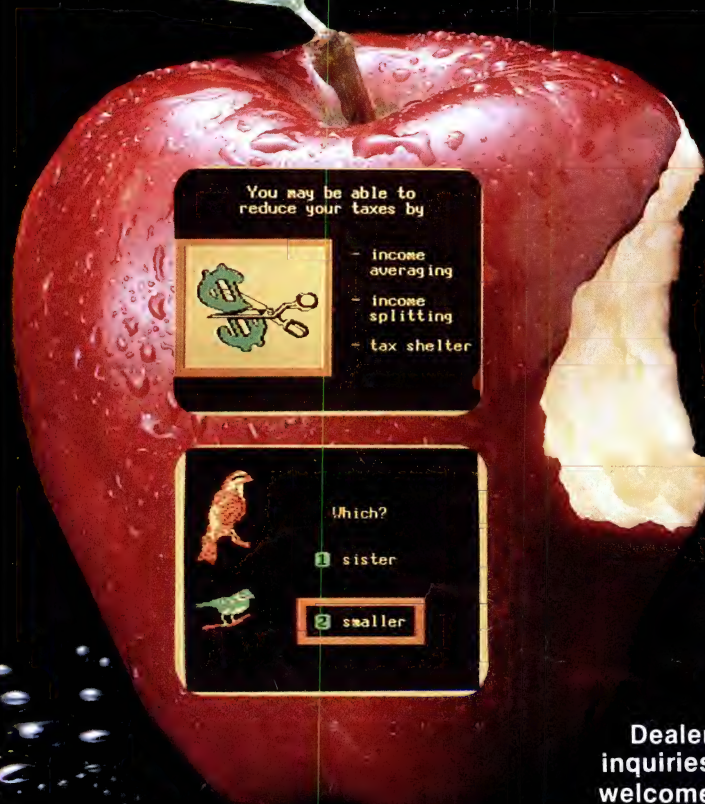 You may be able to
reduce your taxes by
- income
averaging
- income
splitting
- tax shelter
Which?
1 sister
2 smaller
Dealer
inquiries
welcome